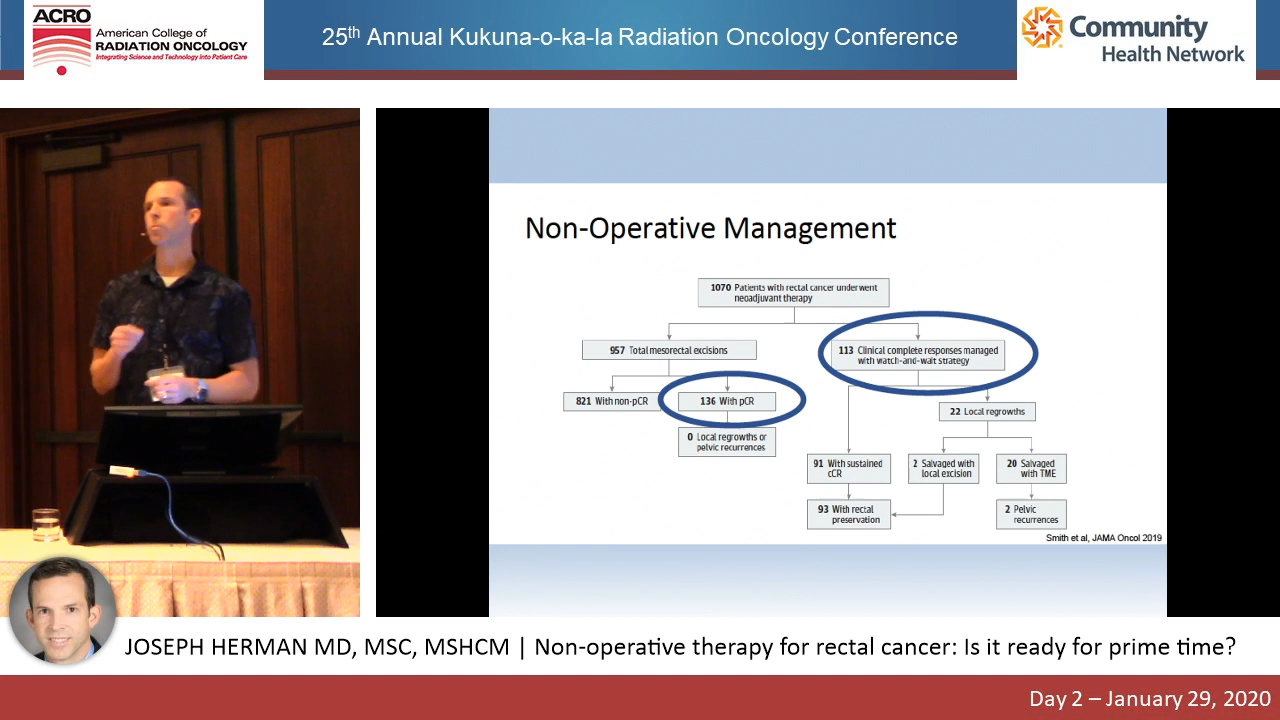 ACRO
American College of
RADIATION ONCOLOGY
Integrating Science and Technology into Patient Care
25th Annual Kukuna-o-ka-la Radiation Oncology Conference
Community
Health Network
Non-Operative Management
1070 Patients with rectal cancer underwent
neoadjuvant therapy
957 Total mesorectal excisions
113 Clinical complete responses managed
with watch-and-wait strategy
821 With non-pCR
136 With pCR
22 Local regrowths
0 Local regrowths or
pelvic recurrences
91 With sustained
cCR
2 Salvaged with
local excision
20 Salvaged
with TME
93 With rectal
preservation
2 Pelvic
recurrences
Smith et al, JAMA Oncol 2019
JOSEPH HERMAN MD, MSC, MSHCM | Non-operative therapy for rectal cancer: Is it ready for prime time?
Day 2 – January 29, 2020